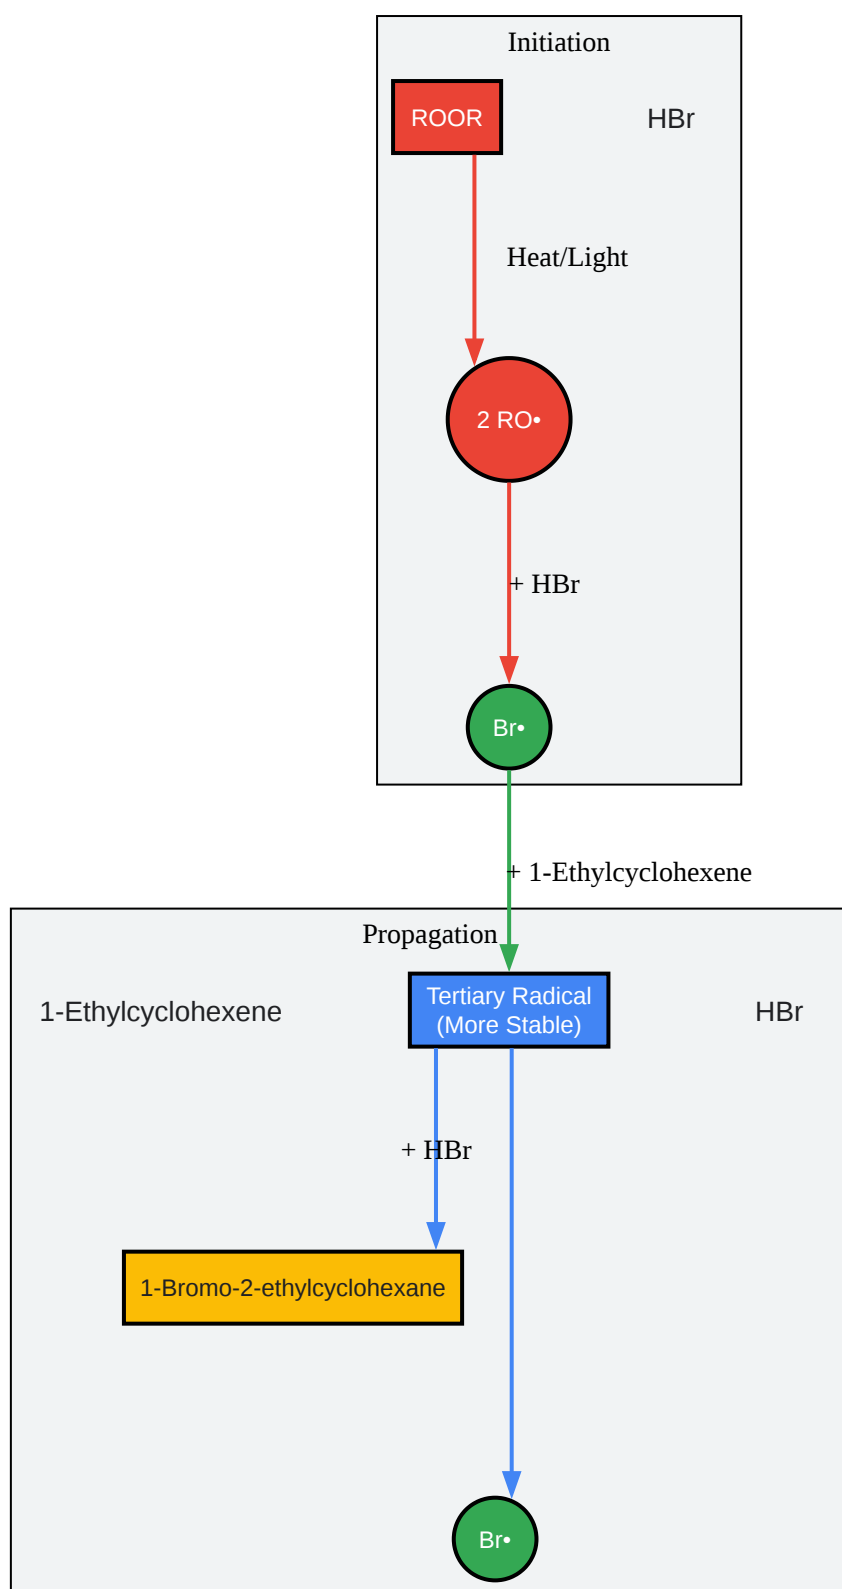 Initiation
ROOR
HBr
Heat/Light
2 RO•
+ HBr
Br•
+ 1-Ethylcyclohexene
Propagation
1-Ethylcyclohexene
Tertiary Radical
(More Stable)
HBr
+ HBr
1-Bromo-2-ethylcyclohexane
Br•